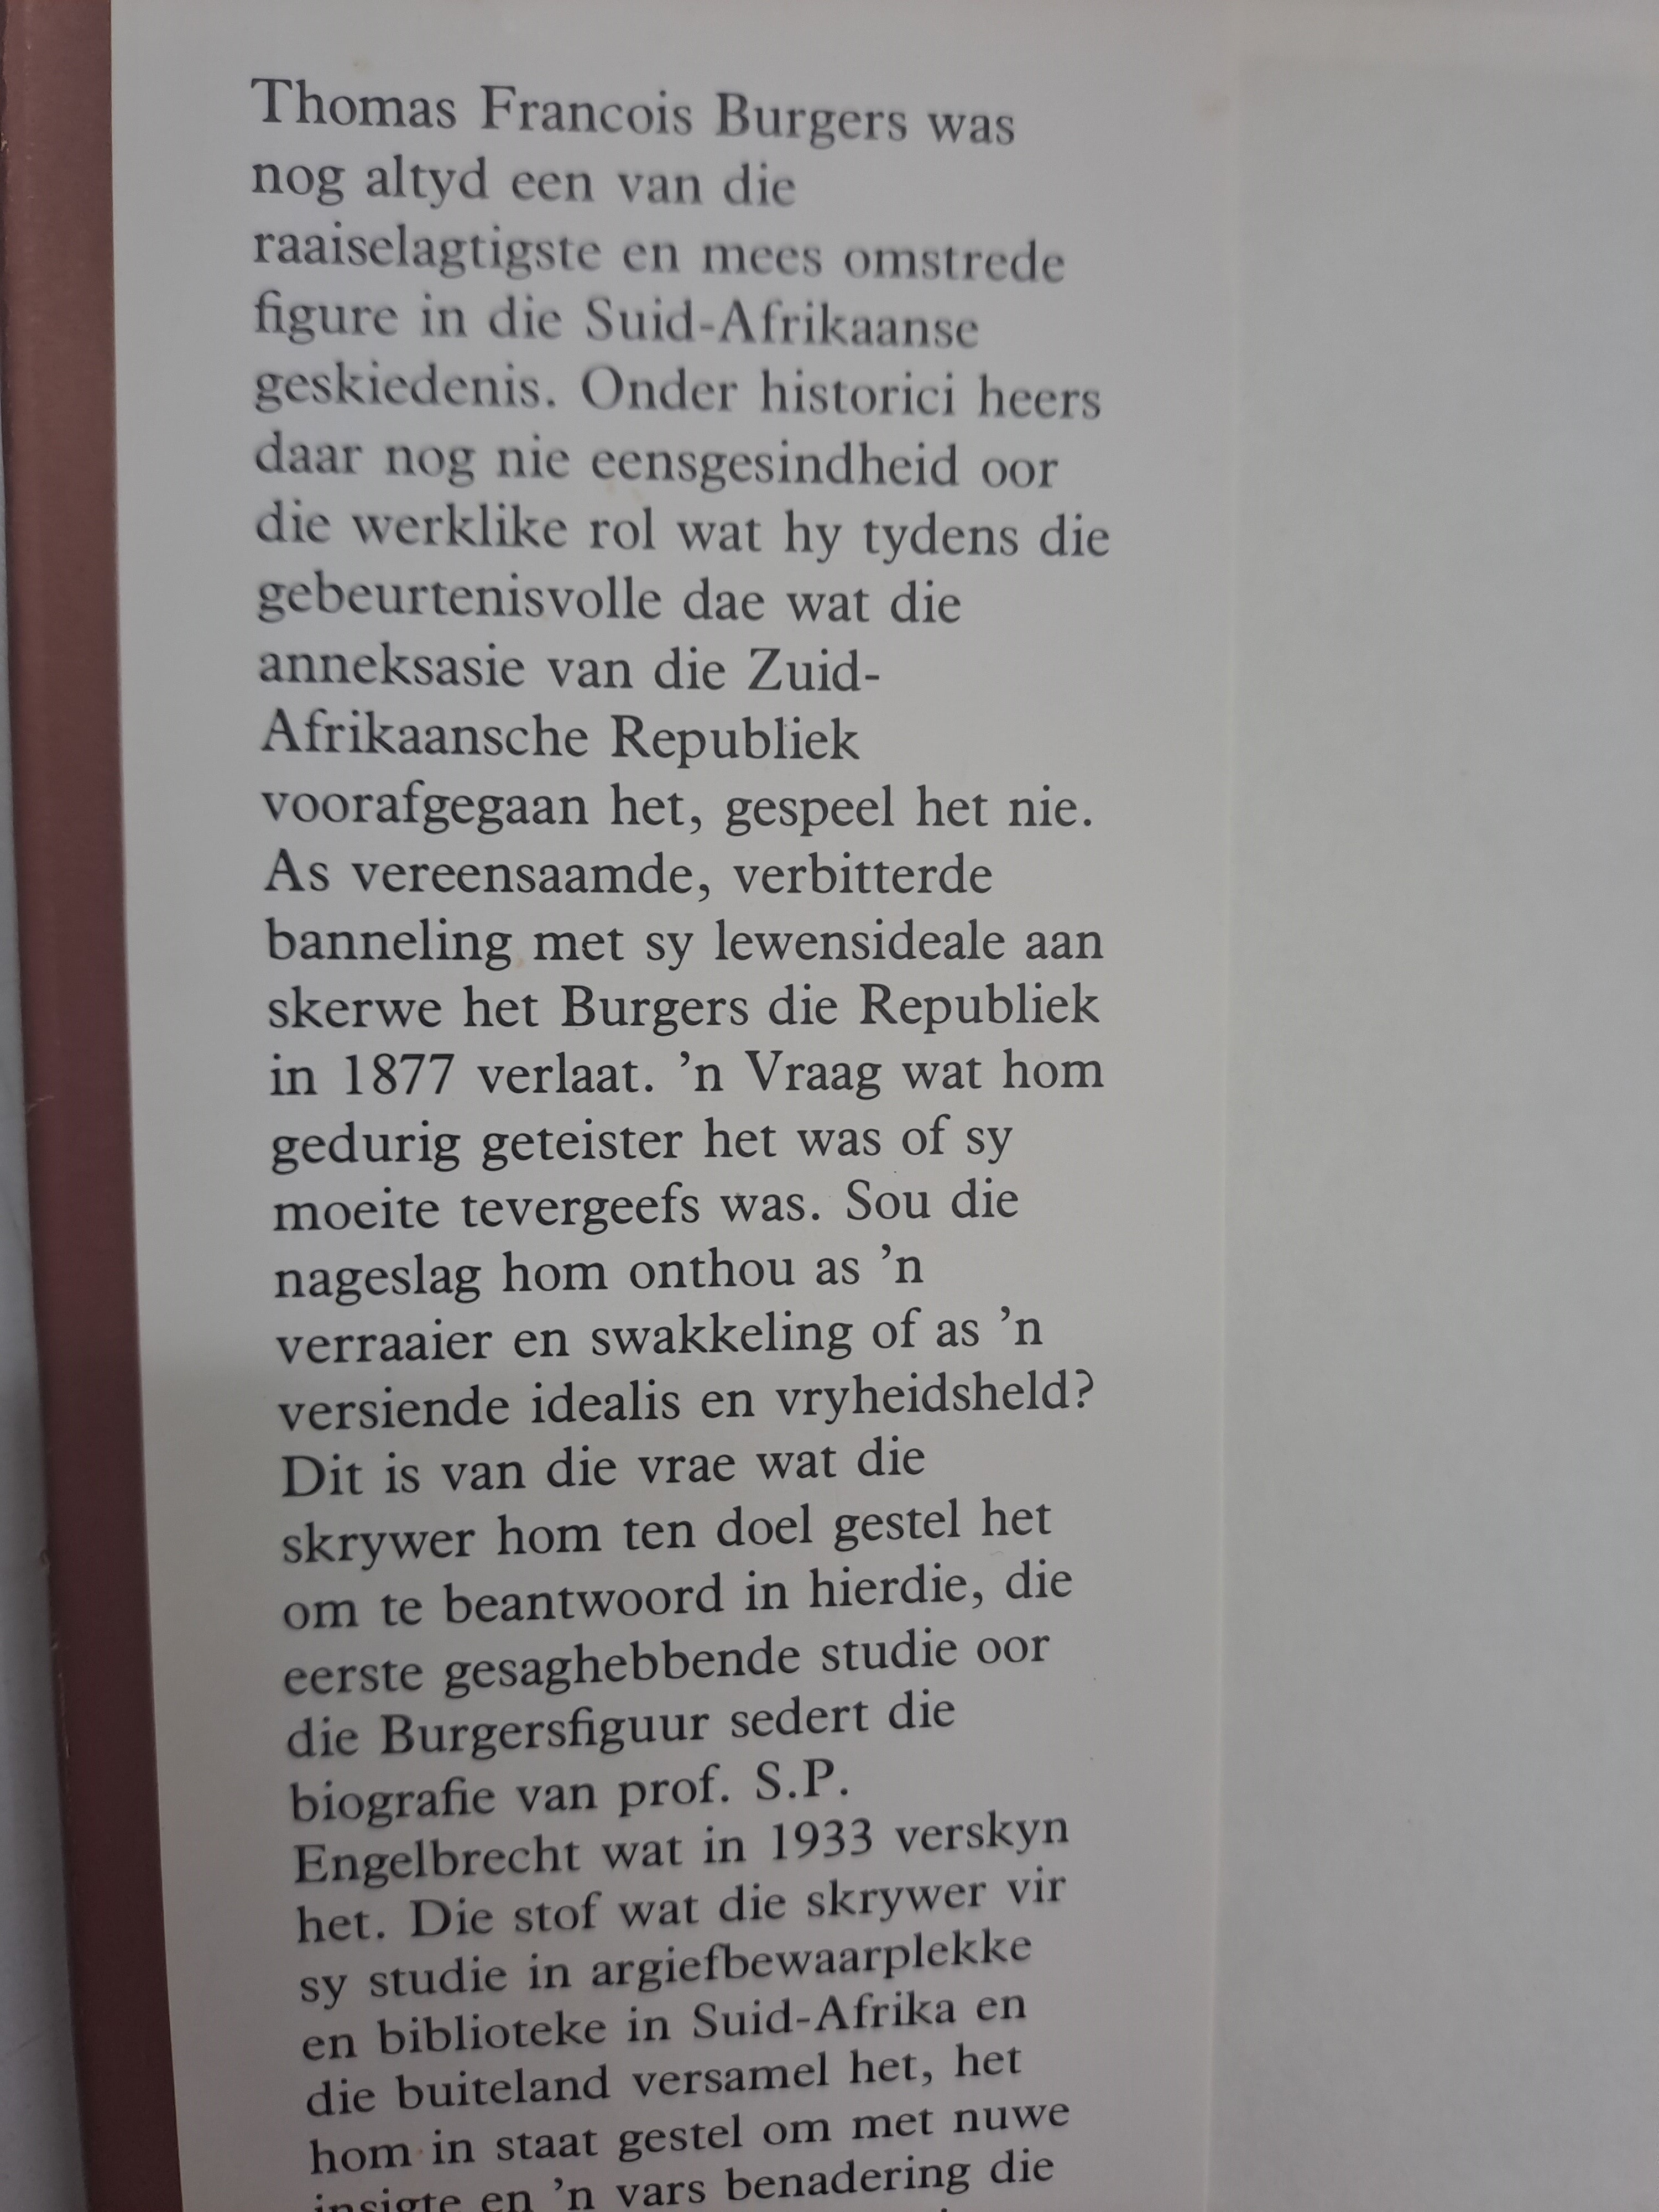 Thomas Francois Burgers was
nog altyd een van die
raaiselagtigste en mees omstrede
figure in die Suid-Afrikaanse
geskiedenis. Onder historici heers
daar nog nie eensgesindheid oor
die werklike rol wat hy tydens die
gebeurtenisvolle dae wat die
anneksasie van die Zuid-
Afrikaansche Republiek
voorafgegaan het, gespeel het nie.
As vereensaamde, verbitterde
banneling met sy lewensideale aan
skerwe het Burgers die Republiek
in 1877 verlaat. ’n Vraag wat hom
gedurig geteister het was of sy
moeite tevergeefs was. Sou die
nageslag hom onthou as ’n
verraaier en swakkeling of as ’n
versiende idealis en vryheidsheld?
Dit is van die vrae wat die
skrywer hom ten doel gestel het
om te beantwoord in hierdie, die
eerste gesaghebbende studie oor
die Burgersfiguur sedert die
biografie van prof. S.P.
Engelbrecht wat in 1933 verskyn
het. Die stof wat die skrywer vir
sy studie in argiefbewaarplekke
en biblioteke in Suid-Afrika en
die buiteland versamel het, het
hom in staat gestel om met nuwe
insigte en ’n vars benadering die